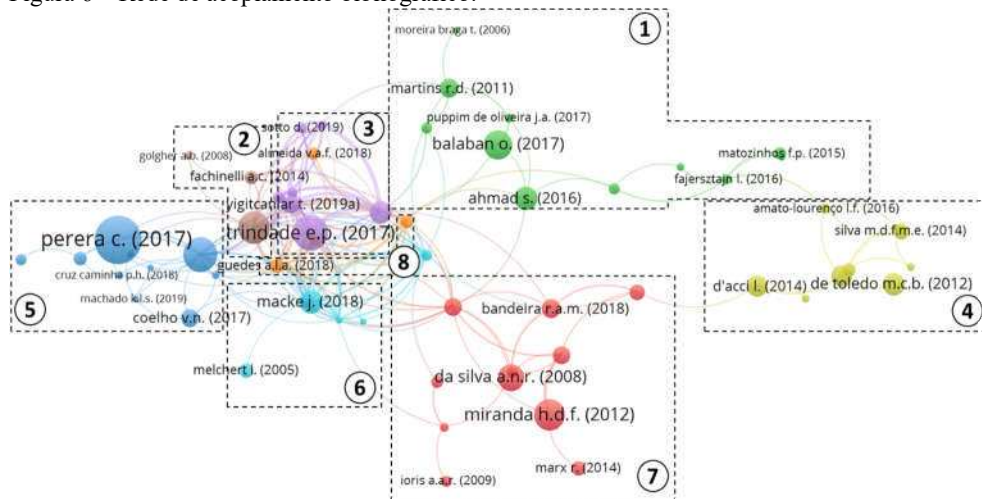 moreira braga t. (2006)
1
martins r.d. (2011)
puppim de oliveira j.a. (2017)
balaban o. (2017)
ahmad s. (2016)
matozinhos f.p. (2015)
fajersztajn l. (2016)
2
golgher a.b. (2008)
fachinelli a.c. (2014)
3
sotto d. (2019)
almeida v.a.f. (2018)
yigitcanlar t. (2019a)
trindade e.p. (2017)
guedes a.l.a. (2018)
8
amato-lourenço l.f. (2016)
silva m.d.f.m.e. (2014)
d'acci l. (2014)
de toledo m.c.b. (2012)
4
perera c. (2017)
cruz caminha p.h. (2018)
machado k.l.s. (2019)
coelho v.n. (2017)
5
macke j. (2018)
melchert l. (2005)
6
bandeira r.a.m. (2018)
da silva a.n.r. (2008)
miranda h.d.f. (2012)
marx r. (2014)
ioris a.a.r. (2009)
7